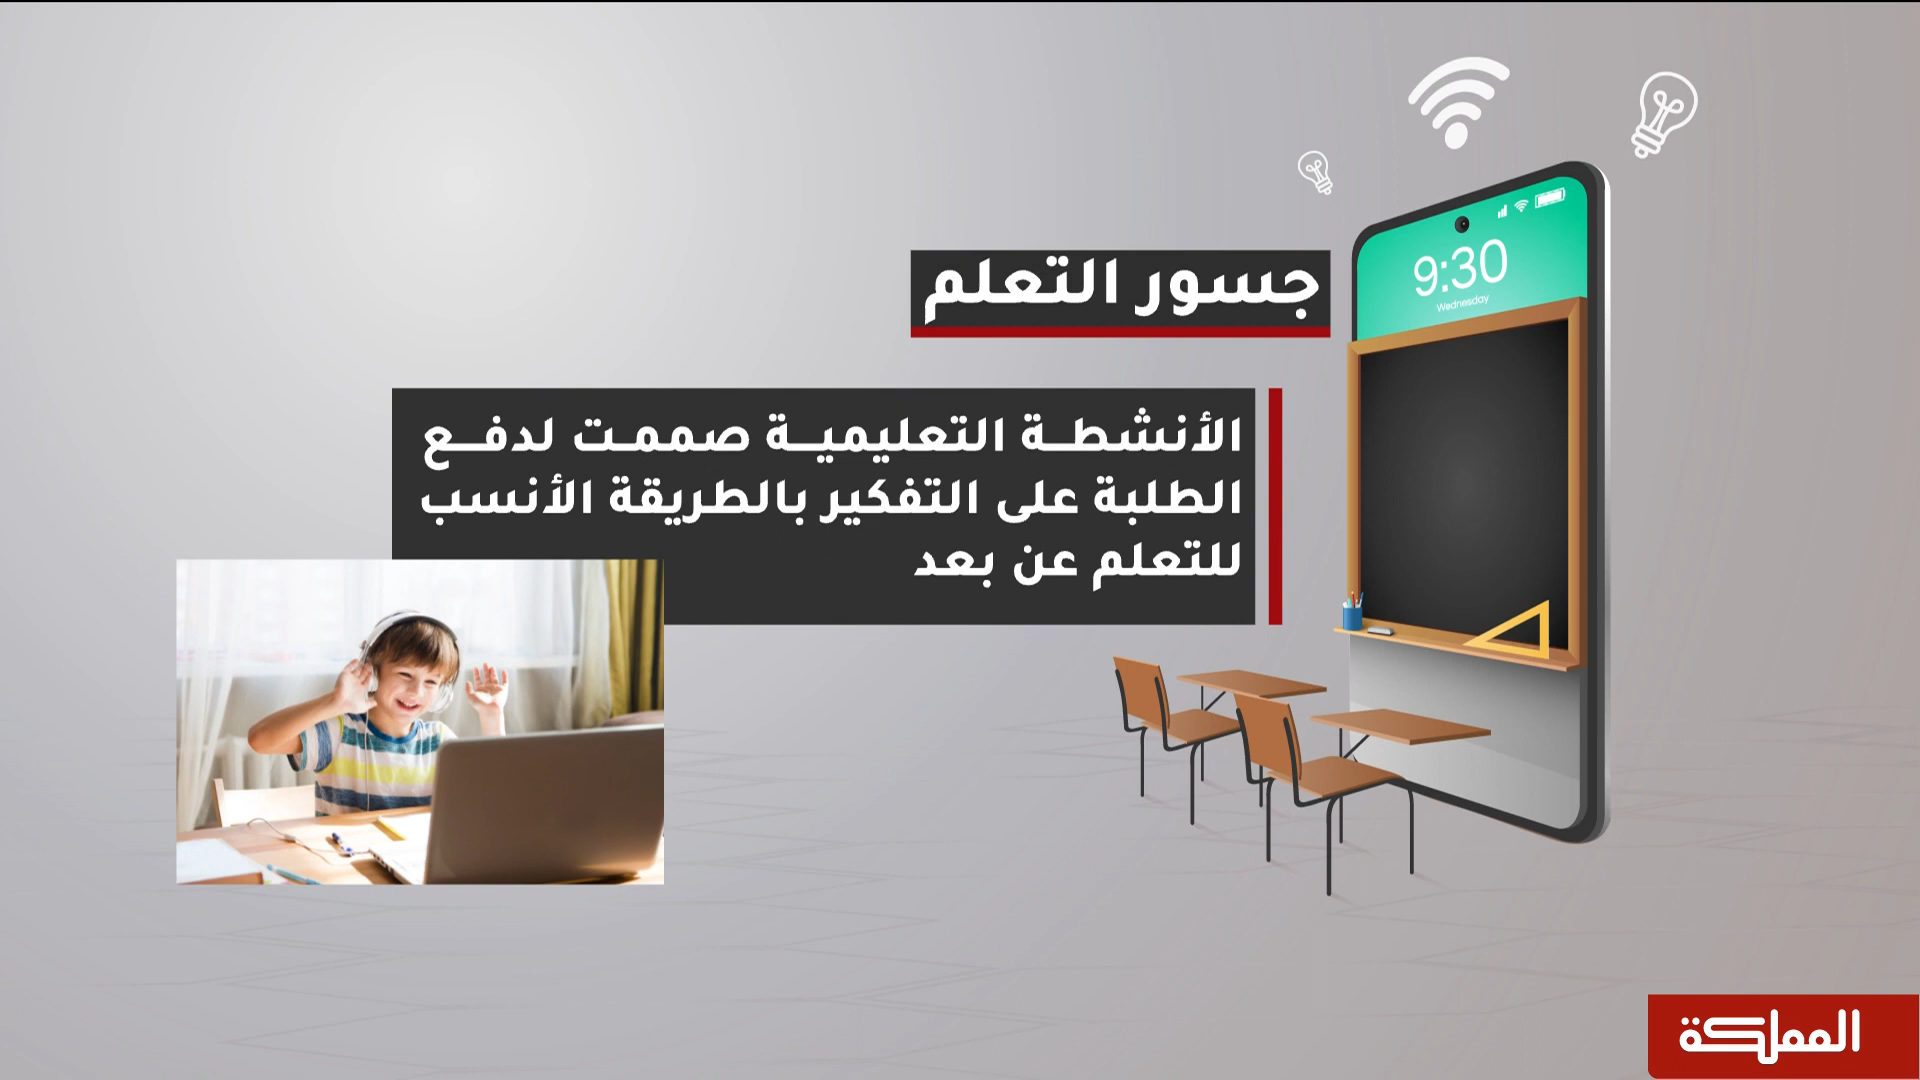 9:30
Wednesday
جسور التعلم
الأنشطة التعليمية صممت لدفع
الطلبة على التفكير بالطريقة الأنسب
للتعلم عن بعد
المملكة